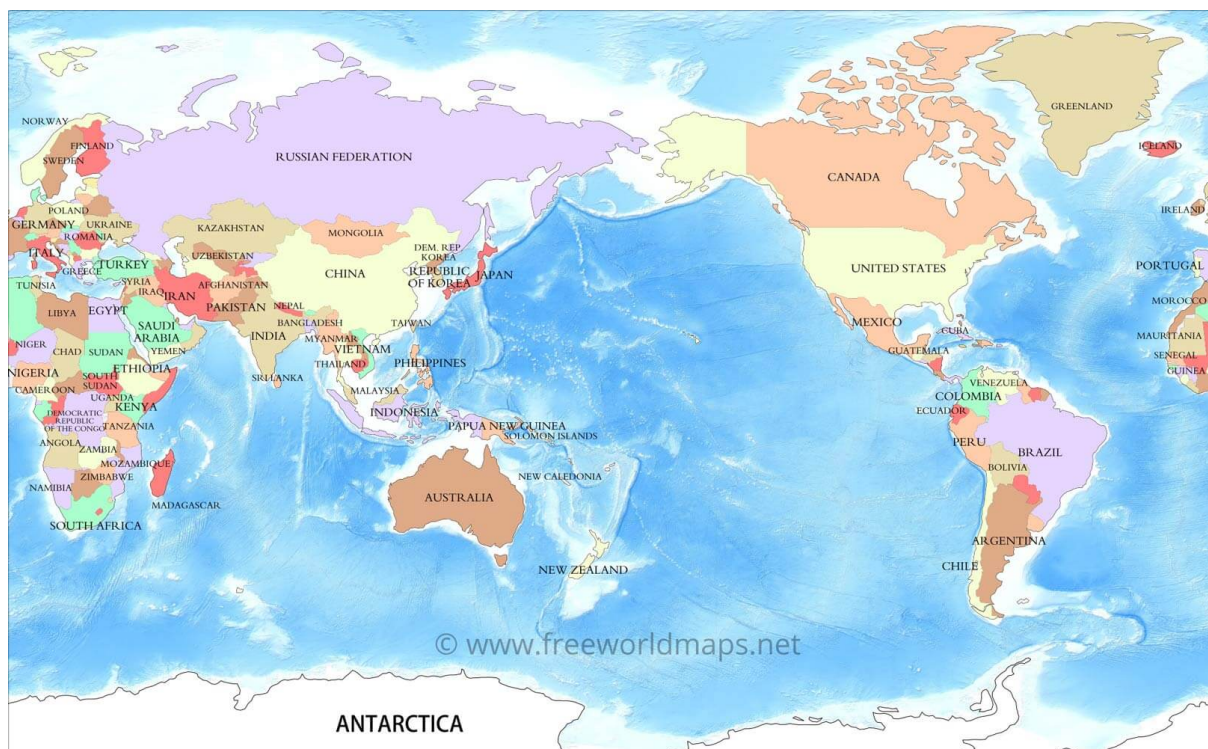 GREENLAND
NORWAY
FINLAND
ICELAND
SWEDEN
RUSSIAN FEDERATION
CANADA
POLAND
IRELAND
GERMANY
UKRAINE
KAZAKHSTAN
MONGOLIA
ROMANIA
DEM. REP.
KOREA
ITALY
UZBEKISTAN
GREECE
TURKEY
CHINA
REPUBLIC
OF KOREA
JAPAN
UNITED STATES
PORTUGAL
TUNISIA
SYRIA
IRAQ
IRAN
AFGHANISTAN
MOROCCO
LIBYA
EGYPT
PAKISTAN
NEPAL
SAUDI
ARABIA
BANGLADESH
TAIWAN
MEXICO
CUBA
INDIA
MYANMAR
MAURITANIA
NIGER
CHAD
SUDAN
YEMEN
VIETNAM
GUATEMALA
SENEGAL
NIGERIA
ETHIOPIA
THAILAND
PHILIPPINES
GUINEA
CAMEROON
SOUTH
SUDAN
SRI LANKA
MALAYSIA
VENEZUELA
UGANDA
KENYA
COLOMBIA
DEMOCRATIC
REPUBLIC
OF THE CONGO
INDONESIA
ECUADOR
TANZANIA
PAPUA NEW GUINEA
SOLOMON ISLANDS
ANGOLA
ZAMBIA
PERU
BRAZIL
MOZAMBIQUE
ZIMBABWE
BOLIVIA
NAMIBIA
MADAGASCAR
AUSTRALIA
NEW CALEDONIA
SOUTH AFRICA
ARGENTINA
NEW ZEALAND
CHILE
© www.freeworldmaps.net
ANTARCTICA